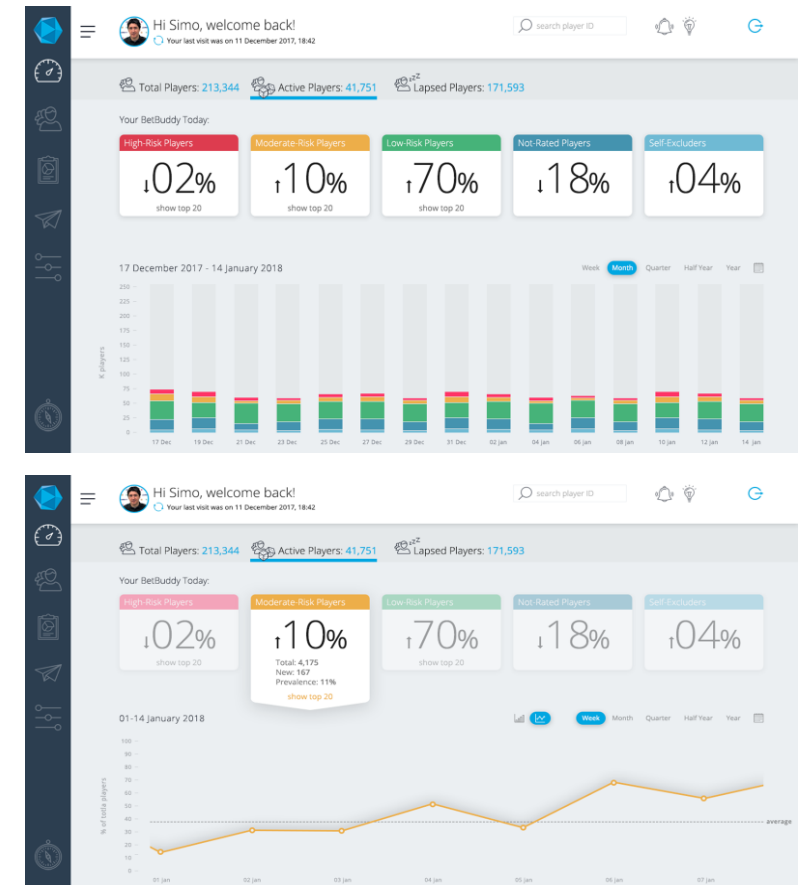 Hi Simo, welcome back!
Your last visit was on 11 December 2017, 18:42
search player ID
Total Players: 213,344 Active Players: 41,751 Lapsed Players: 171,593
Your BetBuddy Today:
High-Risk Players Moderate-Risk Players Low-Risk Players Not-Rated Players Self-Excluders
↓02% ↑10% ↑70% ↓18% ↑04%
show top 20 show top 20 show top 20
17 December 2017 - 14 January 2018 Week Month Quarter Half Year Year
250
225
200
175
150
125
100
75
50
25
0
K players
17 Dec 19 Dec 21 Dec 23 Dec 25 Dec 27 Dec 29 Dec 31 Dec 02 Jan 04 Jan 06 Jan 08 Jan 10 Jan 12 Jan 14 Jan
Hi Simo, welcome back!
Your last visit was on 11 December 2017, 18:42
search player ID
Total Players: 213,344 Active Players: 41,751 Lapsed Players: 171,593
Your BetBuddy Today:
High-Risk Players Moderate-Risk Players Low-Risk Players Not-Rated Players Self-Excluders
↓02% ↑10% ↑70% ↓18% ↑04%
show top 20 Total: 4,175 show top 20
New: 167
Prevalence: 11%
show top 20
01-14 January 2018 Week Month Quarter Half Year Year
100
90
80
70
60
50
40
30
20
10
0
% of totla players
average
01 Jan 02 Jan 03 Jan 04 Jan 05 Jan 06 Jan 07 Jan